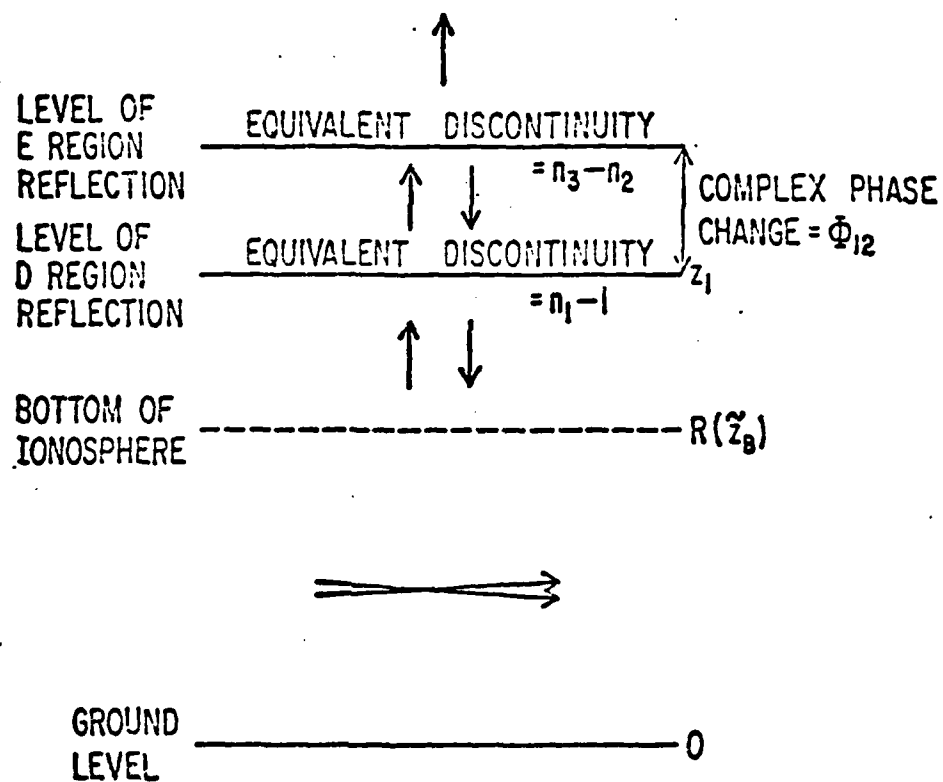 LEVEL OF
E REGION
REFLECTION
EQUIVALENT DISCONTINUITY
= n₃ − n₂
COMPLEX PHASE
CHANGE = Φ₁₂
LEVEL OF
D REGION
REFLECTION
EQUIVALENT DISCONTINUITY
z₁
= n₁ − 1
BOTTOM OF
IONOSPHERE
R(z̃_B)
GROUND
LEVEL
0